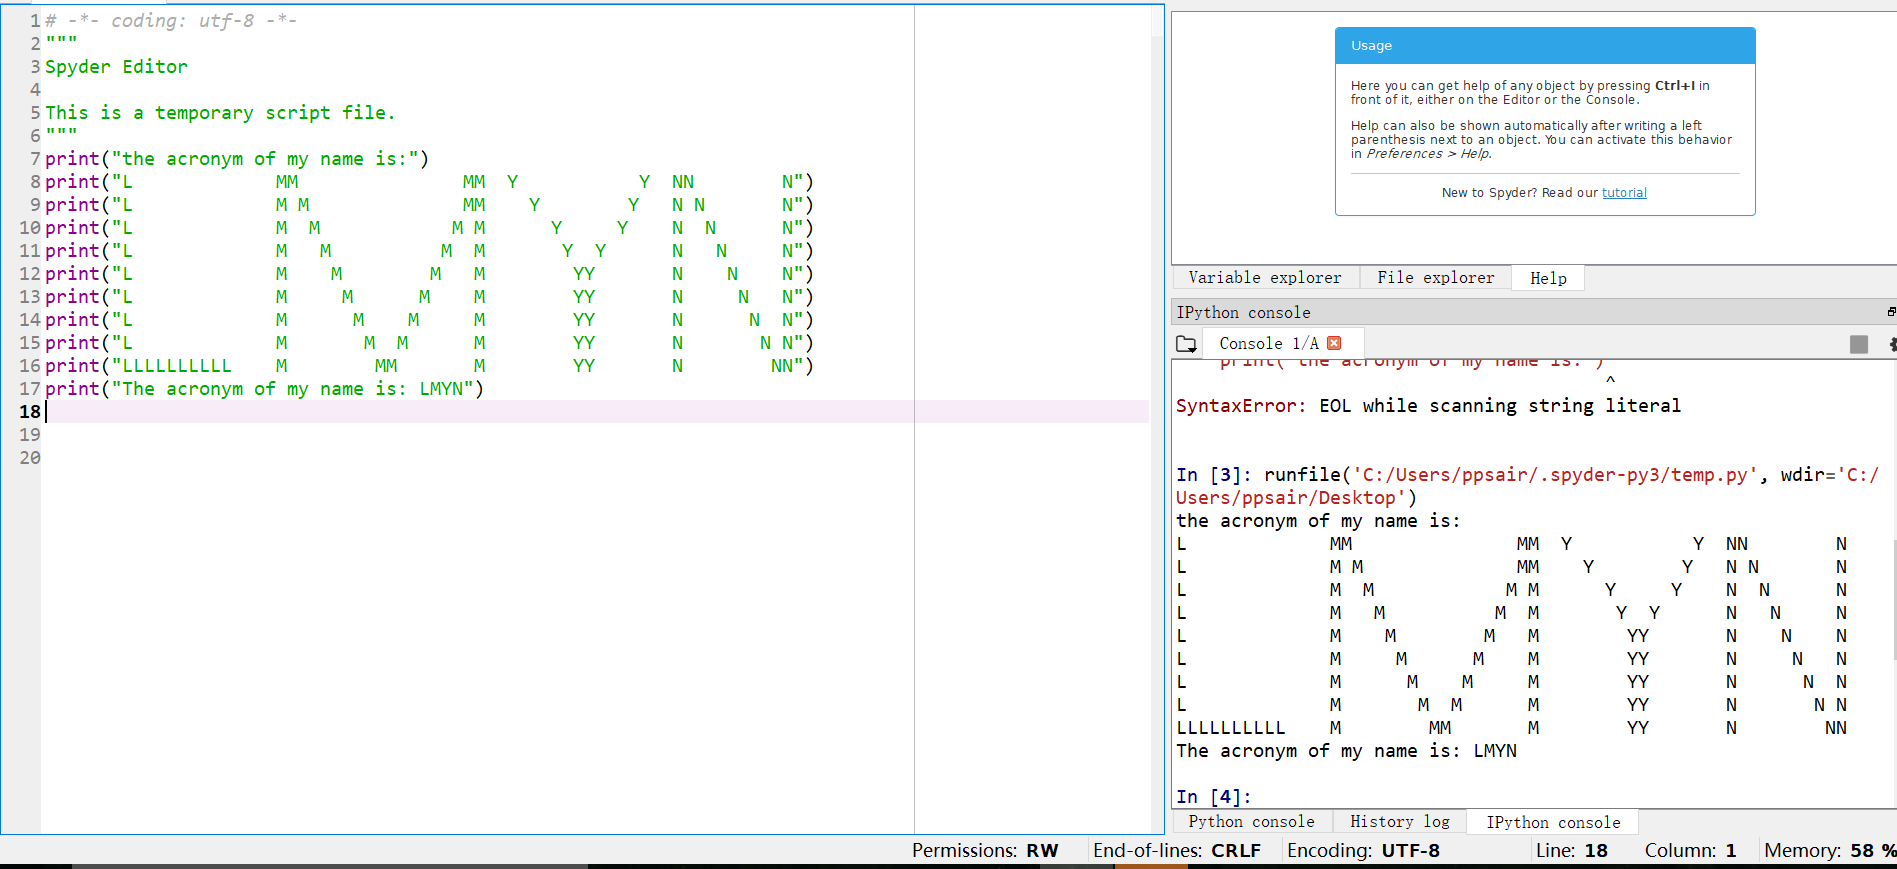 1 # -*- coding: utf-8 -*-
2 """
3 Spyder Editor
4
5 This is a temporary script file.
6 """
7 print("the acronym of my name is:")
8 print("L             MM               MM  Y           Y  NN        N")
9 print("L             M M              MM    Y        Y   N N       N")
10 print("L             M  M            M M      Y     Y    N  N      N")
11 print("L             M   M          M  M       Y  Y      N   N     N")
12 print("L             M    M        M   M        YY       N    N    N")
13 print("L             M     M      M    M        YY       N     N   N")
14 print("L             M      M    M     M        YY       N      N  N")
15 print("L             M       M  M      M        YY       N       N N")
16 print("LLLLLLLLLL    M        MM       M        YY       N        NN")
17 print("The acronym of my name is: LMYN")
18
19
20
Usage
Here you can get help of any object by pressing Ctrl+I in
front of it, either on the Editor or the Console.
Help can also be shown automatically after writing a left
parenthesis next to an object. You can activate this behavior
in Preferences > Help.
New to Spyder? Read our tutorial
Variable explorer File explorer Help
IPython console
Console 1/A
print("the acronym of my name is:")
^
SyntaxError: EOL while scanning string literal
In [3]: runfile('C:/Users/ppsair/.spyder-py3/temp.py', wdir='C:/
Users/ppsair/Desktop')
the acronym of my name is:
L             MM               MM  Y           Y  NN        N
L             M M              MM    Y        Y   N N       N
L             M  M            M M      Y     Y    N  N      N
L             M   M          M  M       Y  Y      N   N     N
L             M    M        M   M        YY       N    N    N
L             M     M      M    M        YY       N     N   N
L             M      M    M     M        YY       N      N  N
L             M       M  M      M        YY       N       N N
LLLLLLLLLL    M        MM       M        YY       N        NN
The acronym of my name is: LMYN
In [4]:
Python console History log IPython console
Permissions: RW End-of-lines: CRLF Encoding: UTF-8 Line: 18 Column: 1 Memory: 58 %